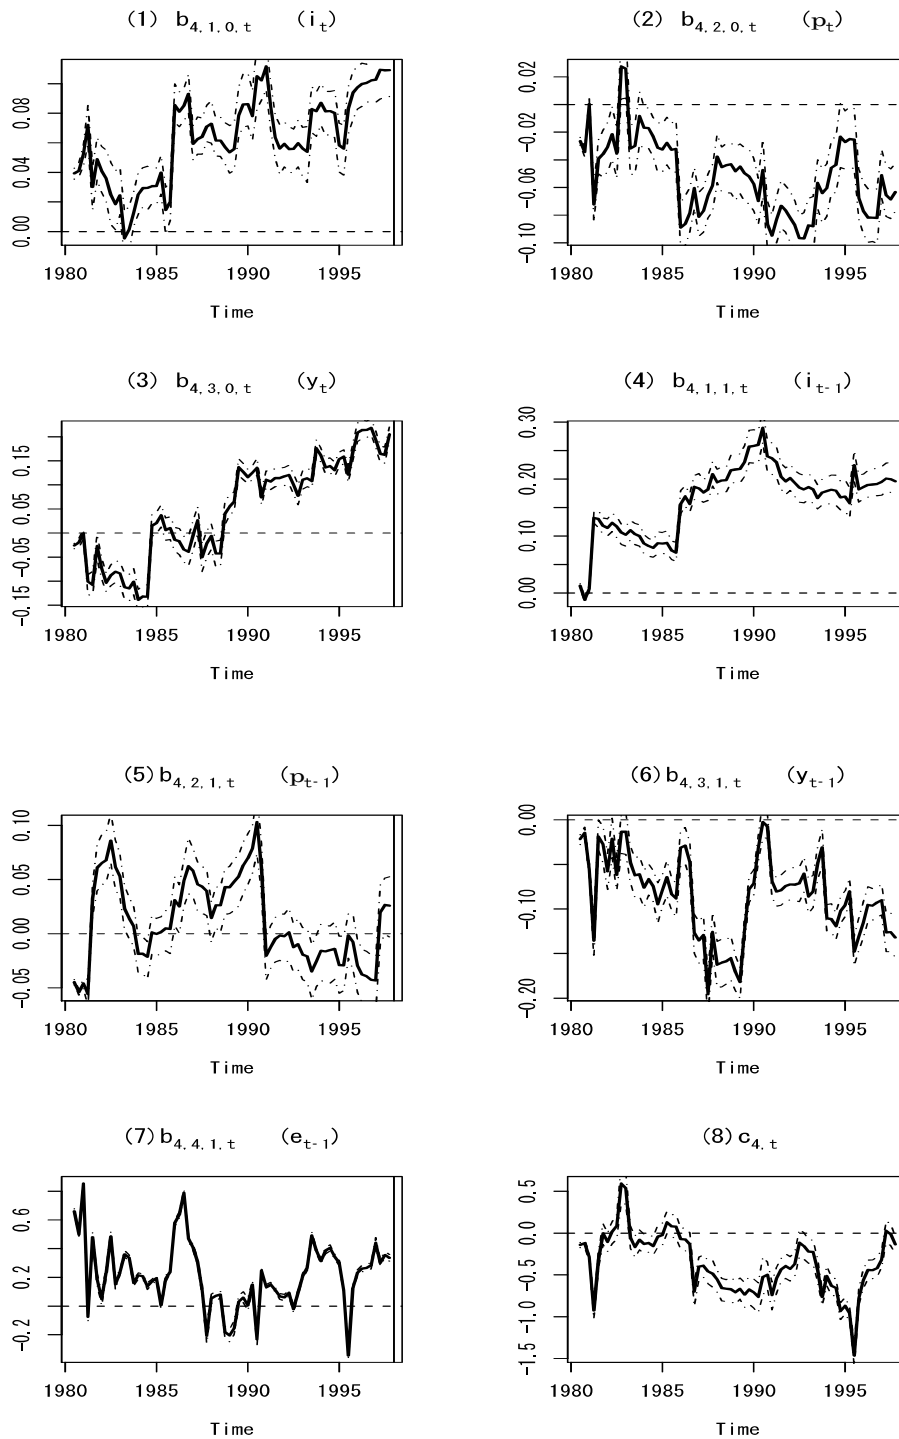 (1) b4,1,0,t (it)
0.00 0.04 0.08
1980 1985 1990 1995
Time
(2) b4,2,0,t (pt)
-0.10 -0.06 -0.02 0.02
1980 1985 1990 1995
Time
(3) b4,3,0,t (yt)
-0.15 -0.05 0.05 0.15
1980 1985 1990 1995
Time
(4) b4,1,1,t (it-1)
0.00 0.10 0.20 0.30
1980 1985 1990 1995
Time
(5) b4,2,1,t (pt-1)
-0.05 0.00 0.05 0.10
1980 1985 1990 1995
Time
(6) b4,3,1,t (yt-1)
-0.20 -0.10 0.00
1980 1985 1990 1995
Time
(7) b4,4,1,t (et-1)
-0.2 0.2 0.6
1980 1985 1990 1995
Time
(8) c4,t
-1.5 -1.0 -0.5 0.0 0.5
1980 1985 1990 1995
Time